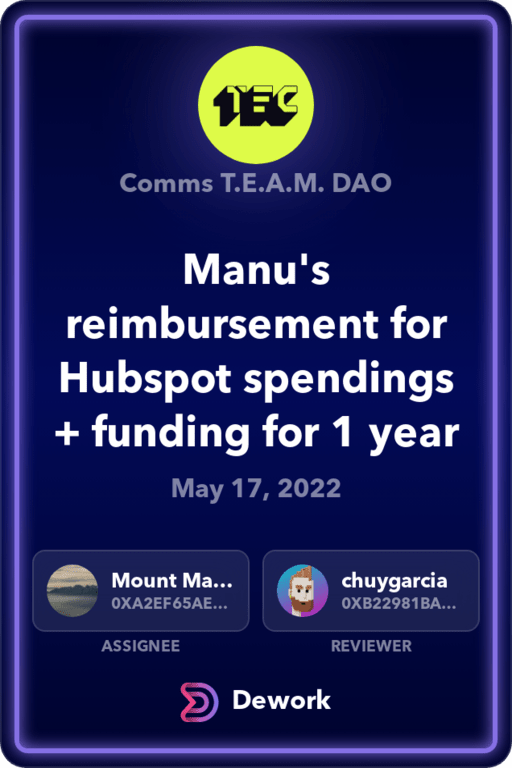 TEC
Comms T.E.A.M. DAO
Manu's
reimbursement for
Hubspot spendings
+ funding for 1 year
May 17, 2022
Mount Ma...
0XA2EF65AE...
chuygarcia
0XB22981BA...
ASSIGNEE
REVIEWER
Dework